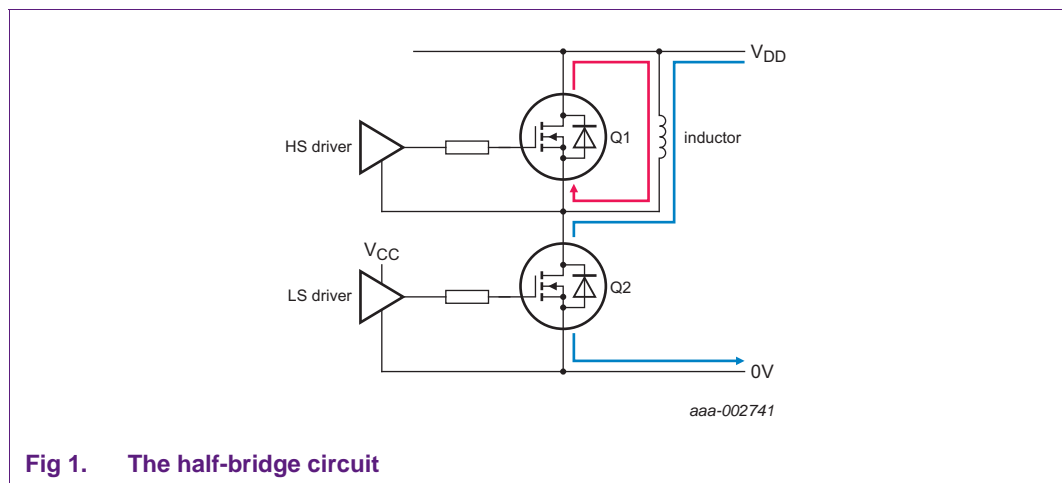 VDD
Q1
HS driver
inductor
VCC
LS driver
Q2
0V
aaa-002741
Fig 1. The half-bridge circuit